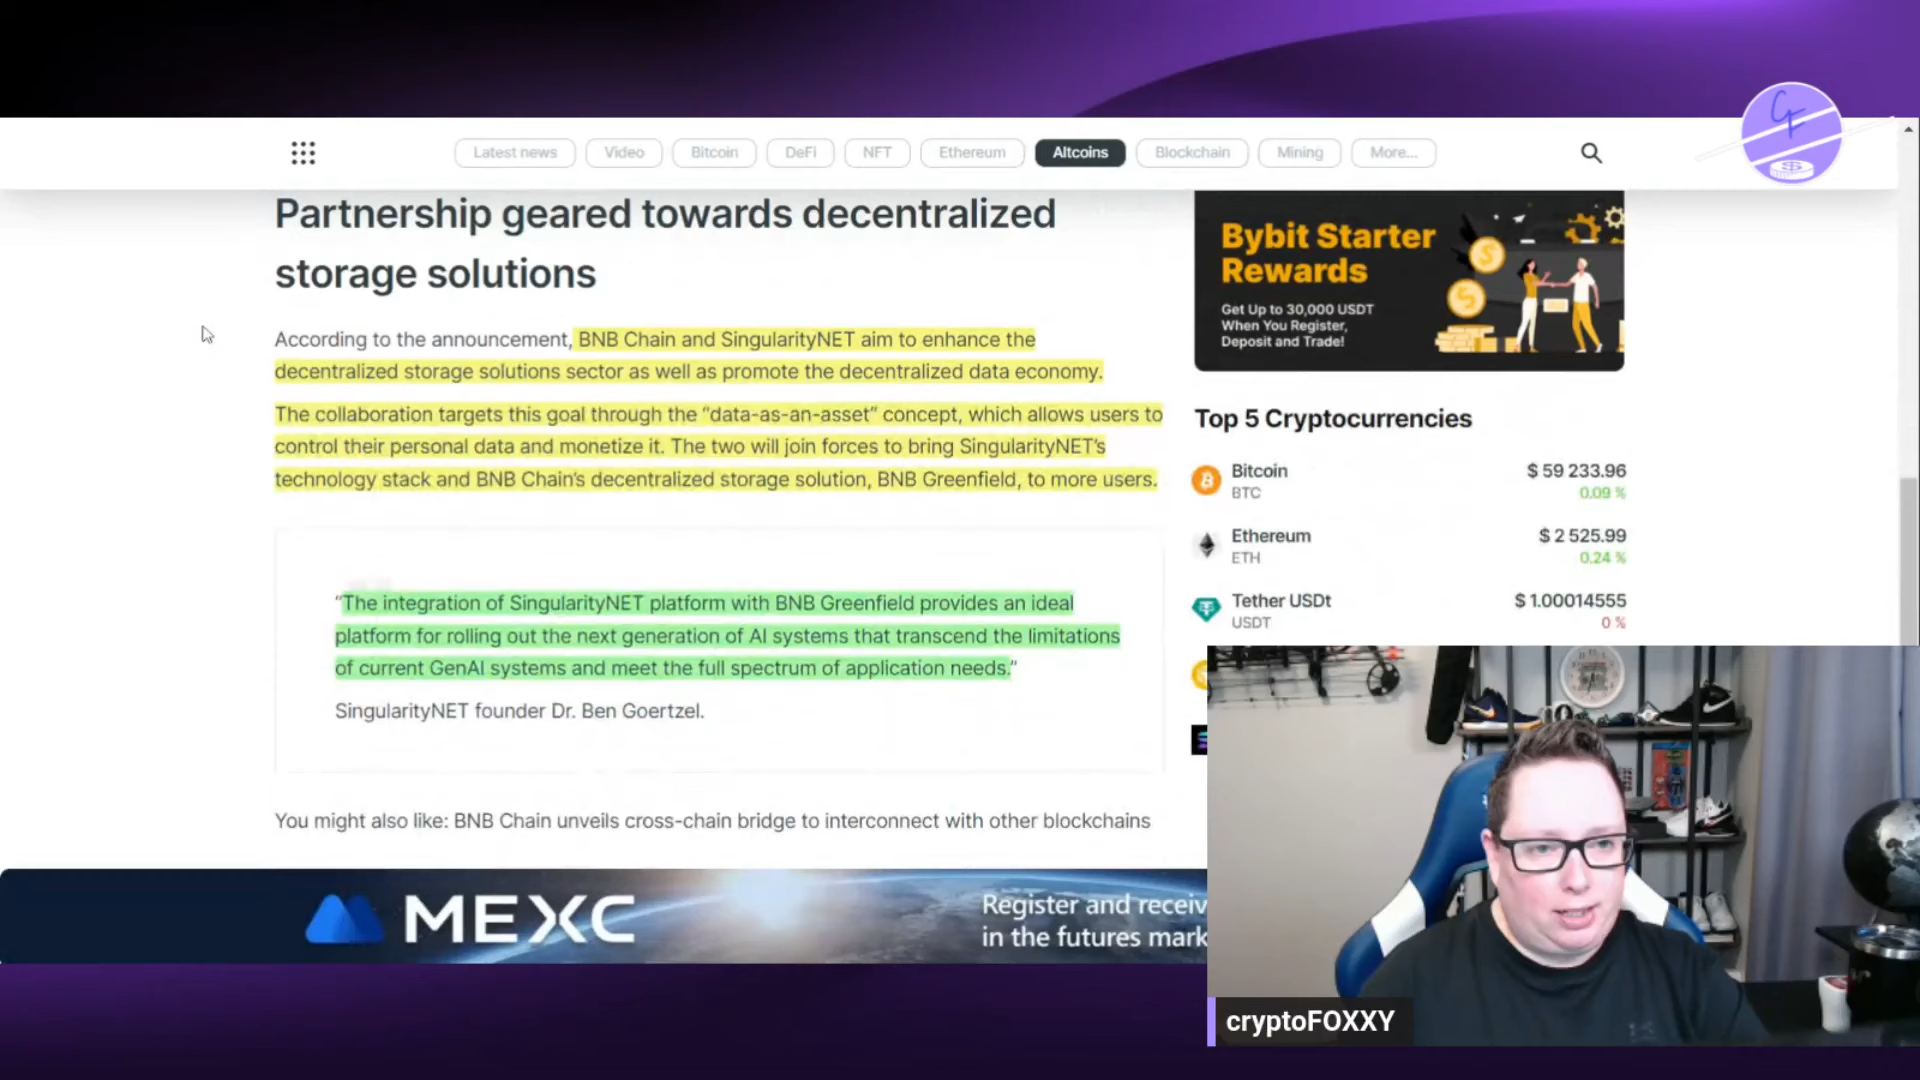 Latest news
Video
Bitcoin
DeFi
NFT
Ethereum
Altcoins
Blockchain
Mining
More...
CF
Partnership geared towards decentralized
storage solutions
According to the announcement, BNB Chain and SingularityNET aim to enhance the
decentralized storage solutions sector as well as promote the decentralized data economy.
The collaboration targets this goal through the “data-as-an-asset” concept, which allows users to
control their personal data and monetize it. The two will join forces to bring SingularityNET’s
technology stack and BNB Chain’s decentralized storage solution, BNB Greenfield, to more users.
“The integration of SingularityNET platform with BNB Greenfield provides an ideal
platform for rolling out the next generation of AI systems that transcend the limitations
of current GenAI systems and meet the full spectrum of application needs.”
SingularityNET founder Dr. Ben Goertzel.
You might also like: BNB Chain unveils cross-chain bridge to interconnect with other blockchains
Bybit Starter
Rewards
Get Up to 30,000 USDT
When You Register,
Deposit and Trade!
Top 5 Cryptocurrencies
Bitcoin $ 59 233.96
BTC 0.09 %
Ethereum $ 2 525.99
ETH 0.24 %
Tether USDt $ 1.00014555
USDT 0 %
MEXC
Register and receiv
in the futures mark
cryptoFOXXY